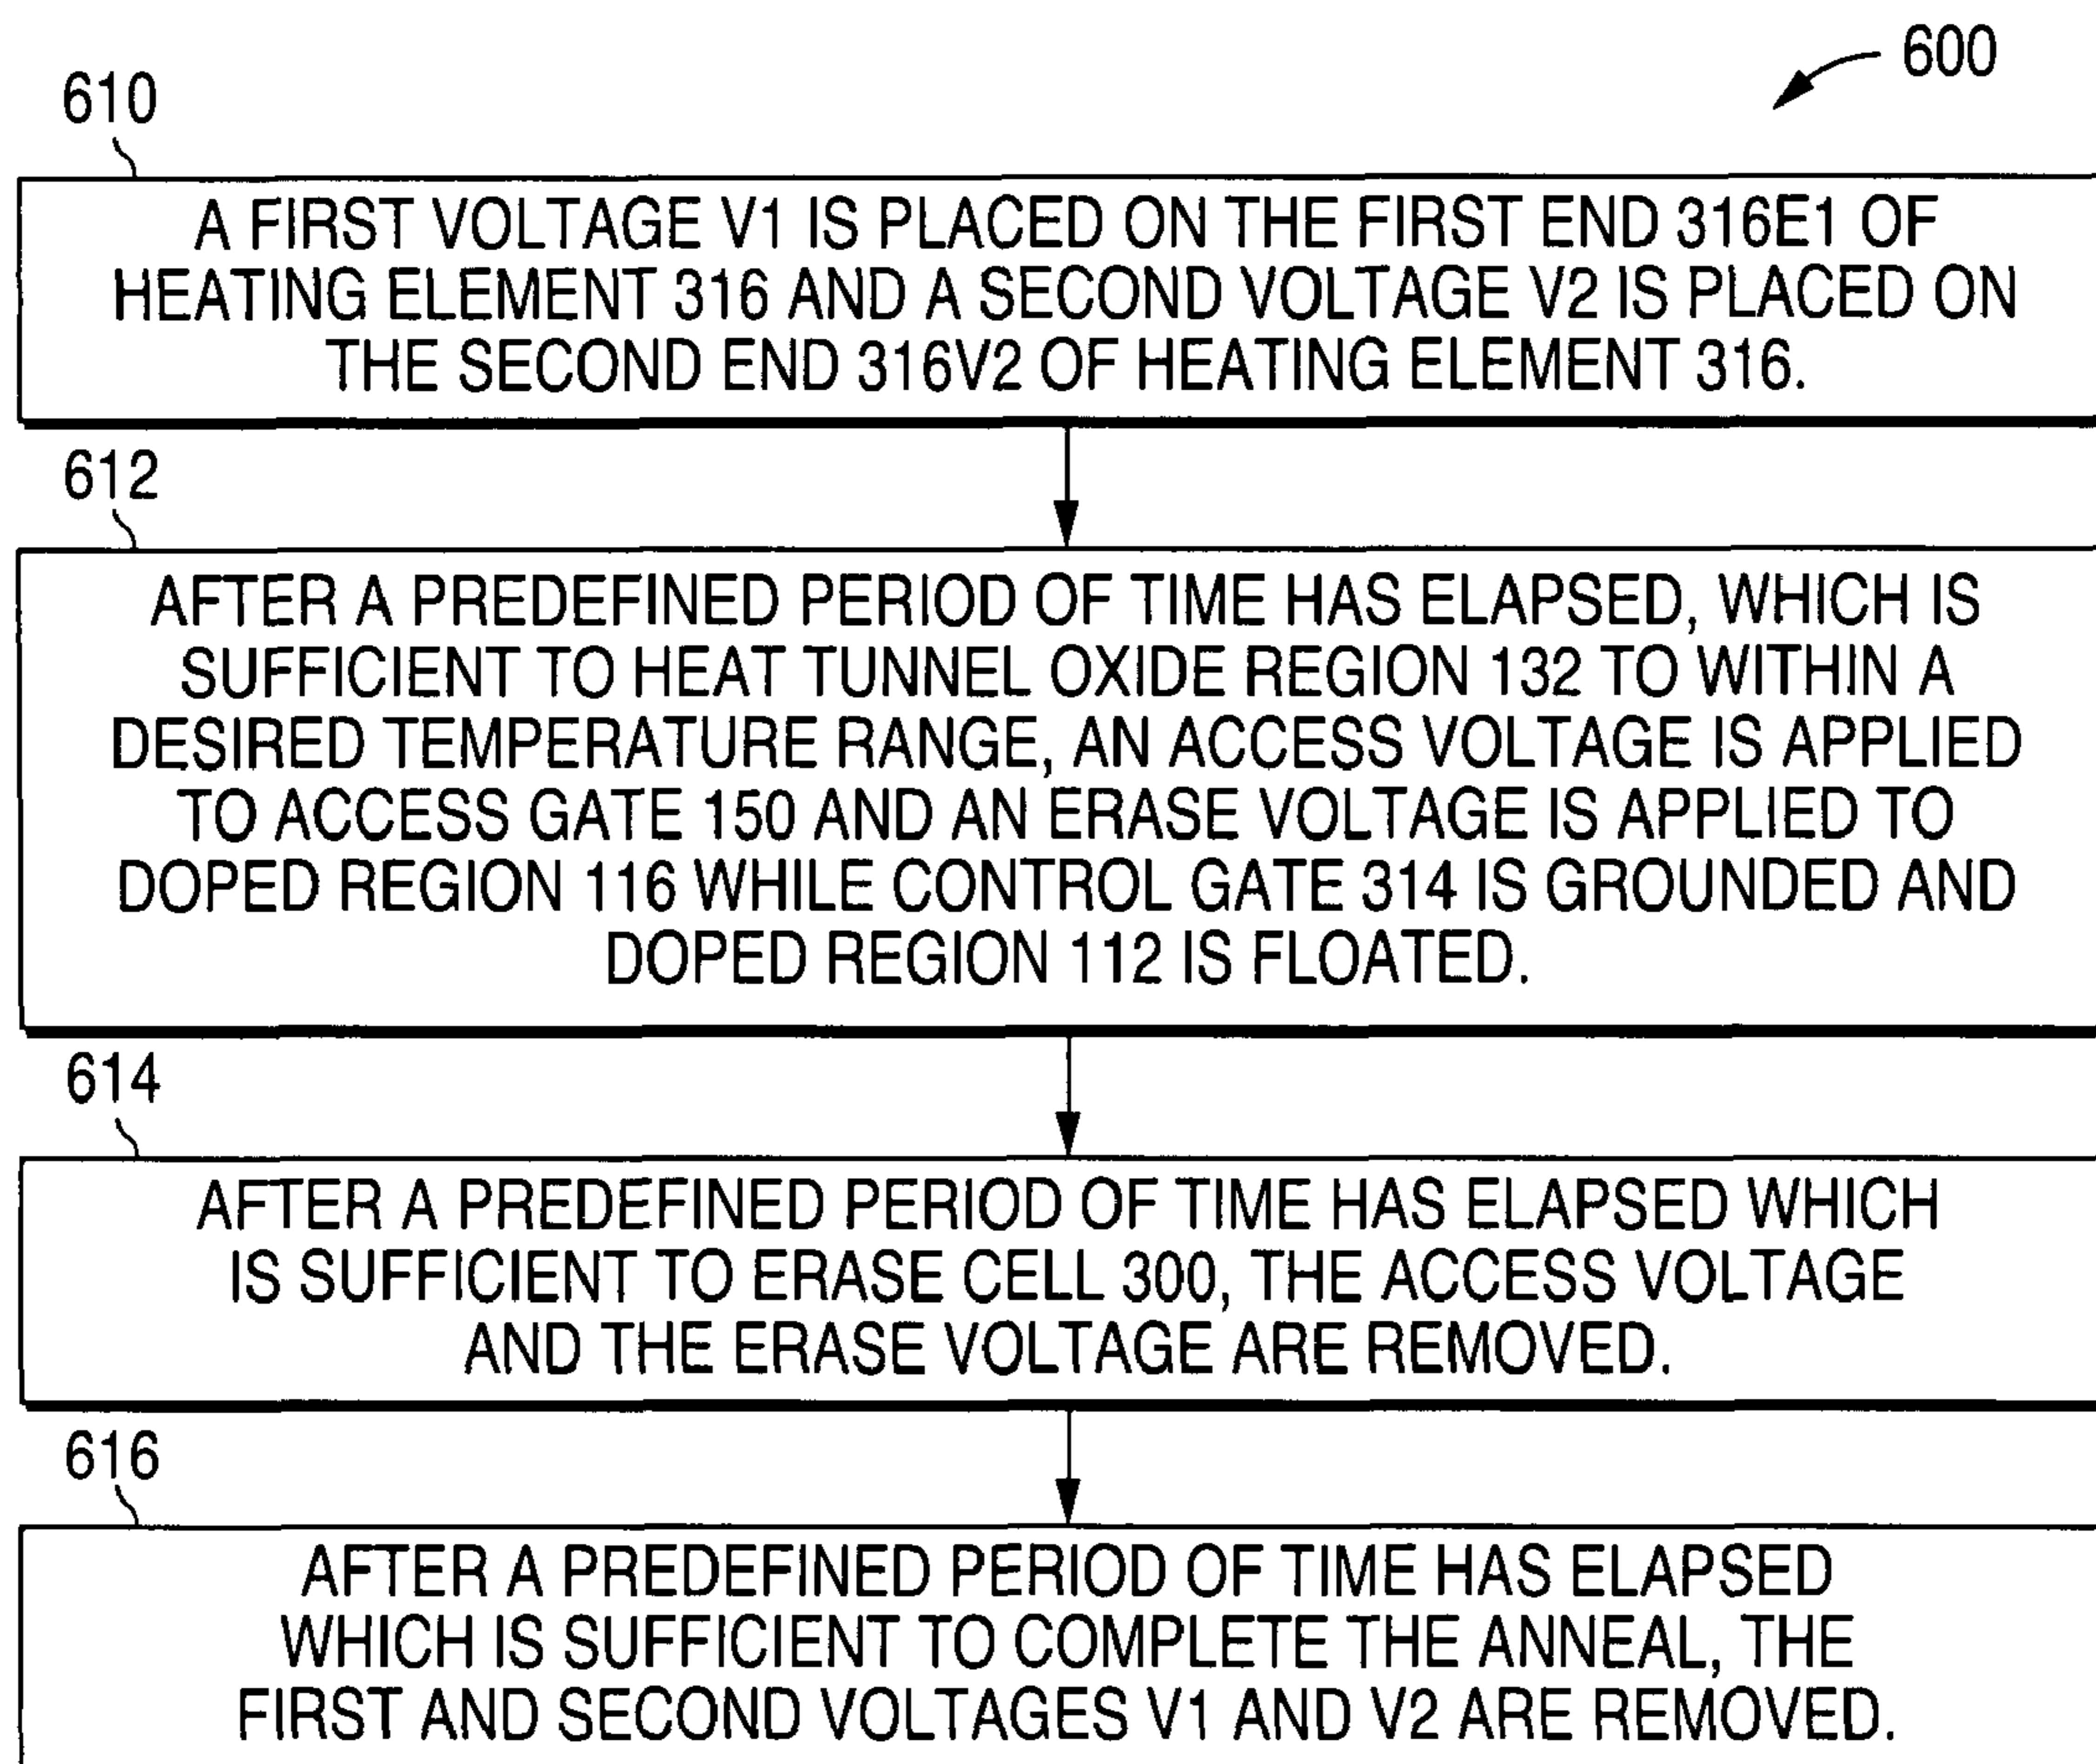 600
610
A FIRST VOLTAGE V1 IS PLACED ON THE FIRST END 316E1 OF
HEATING ELEMENT 316 AND A SECOND VOLTAGE V2 IS PLACED ON
THE SECOND END 316V2 OF HEATING ELEMENT 316.
612
AFTER A PREDEFINED PERIOD OF TIME HAS ELAPSED, WHICH IS
SUFFICIENT TO HEAT TUNNEL OXIDE REGION 132 TO WITHIN A
DESIRED TEMPERATURE RANGE, AN ACCESS VOLTAGE IS APPLIED
TO ACCESS GATE 150 AND AN ERASE VOLTAGE IS APPLIED TO
DOPED REGION 116 WHILE CONTROL GATE 314 IS GROUNDED AND
DOPED REGION 112 IS FLOATED.
614
AFTER A PREDEFINED PERIOD OF TIME HAS ELAPSED WHICH
IS SUFFICIENT TO ERASE CELL 300, THE ACCESS VOLTAGE
AND THE ERASE VOLTAGE ARE REMOVED.
616
AFTER A PREDEFINED PERIOD OF TIME HAS ELAPSED
WHICH IS SUFFICIENT TO COMPLETE THE ANNEAL, THE
FIRST AND SECOND VOLTAGES V1 AND V2 ARE REMOVED.